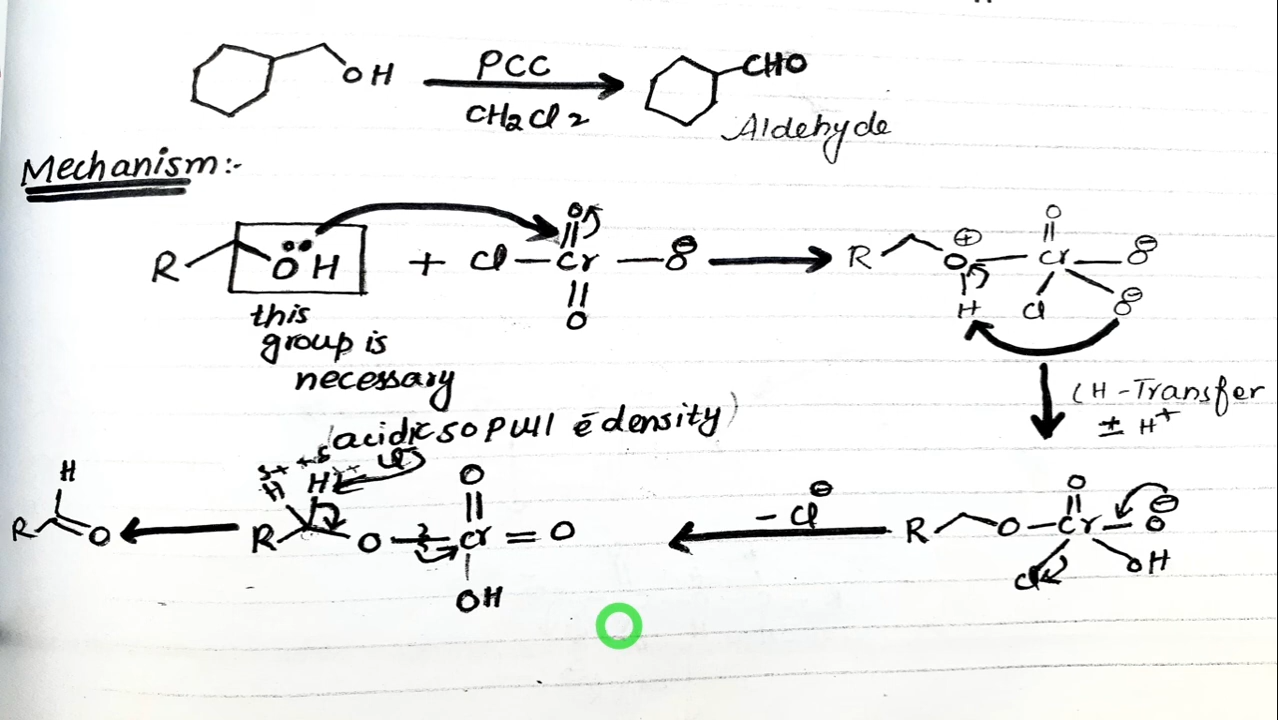 OH PCC CH2Cl2 CHO
Aldehyde
Mechanism:-
R OH + Cl—Cr—O⊖ O O R O⊕ H Cr O Cl O⊖ O⊖
this
group is
necessary
(H-Transfer
± H+
(acidic so pull ē density)
H R O
δ+ H H R O Cr O O OH
-Cl⊖
R O Cr O O⊖ Cl OH